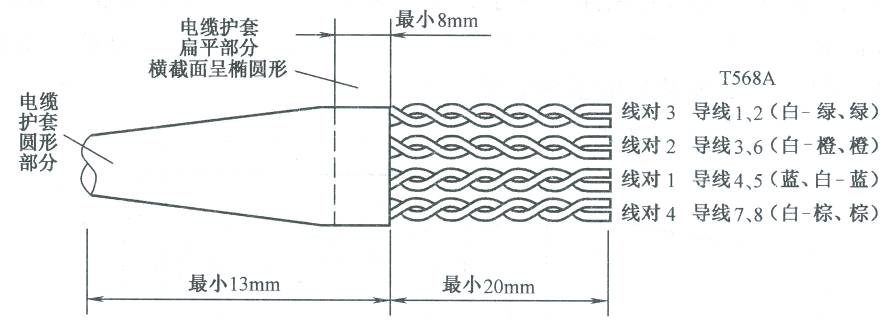 电缆护套
扁平部分
横截面呈椭圆形
最小8mm
T568A
电缆
护套
圆形
部分
线对 3 导线1、2(白-绿、绿)
线对 2 导线3、6(白-橙、橙)
线对 1 导线4、5(蓝、白-蓝)
线对 4 导线7、8(白-棕、棕)
最小13mm
最小20mm